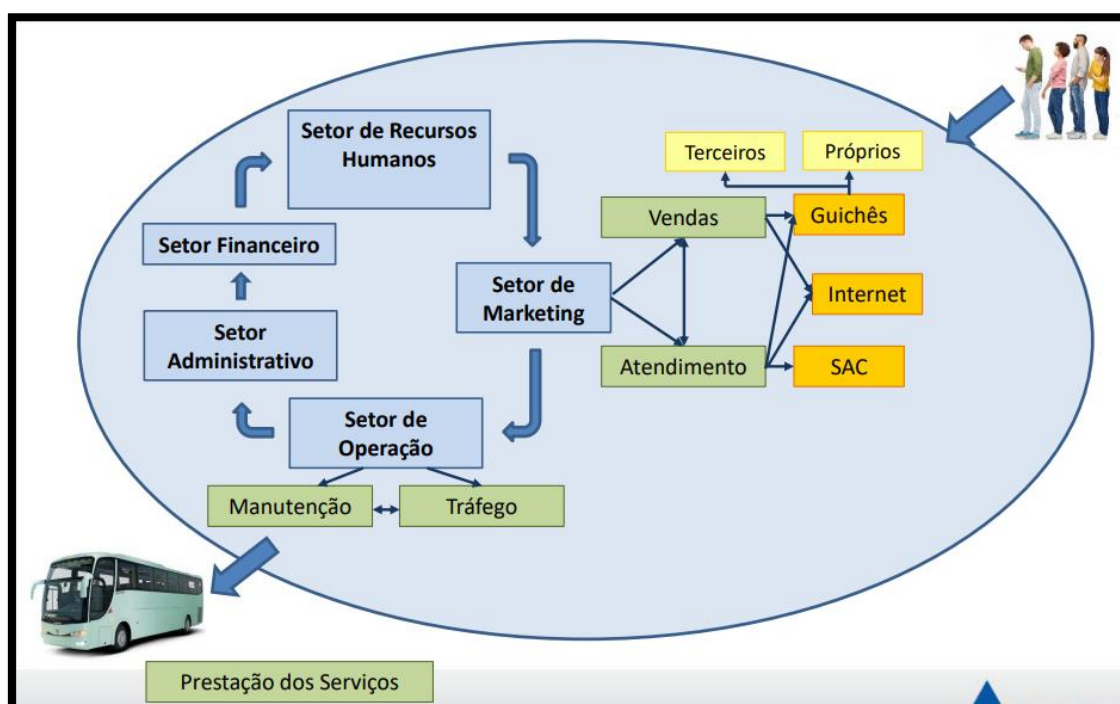 Setor de Recursos
Humanos
Terceiros
Próprios
Vendas
Guichês
Setor Financeiro
Setor de
Marketing
Internet
Setor
Administrativo
Atendimento
SAC
Setor de
Operação
Manutenção
Tráfego
Prestação dos Serviços